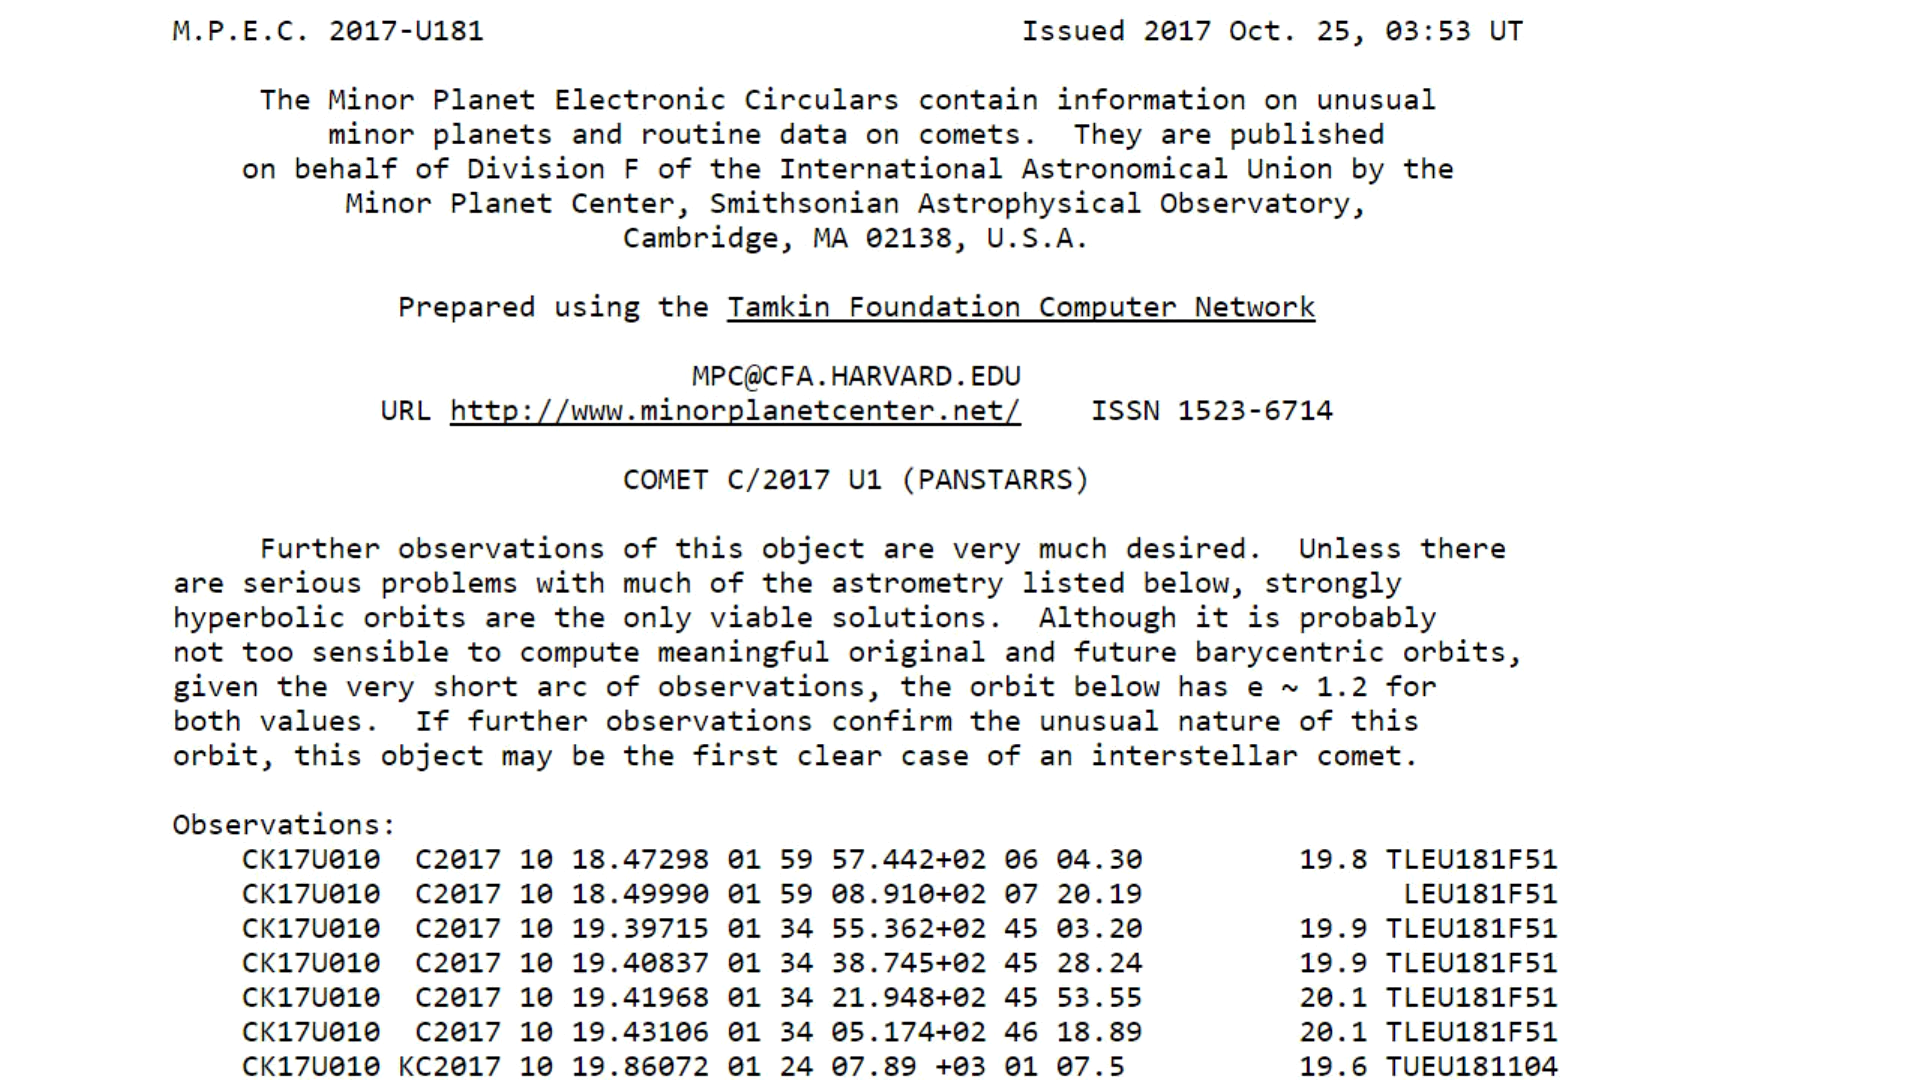 M.P.E.C. 2017-U181 Issued 2017 Oct. 25, 03:53 UT
The Minor Planet Electronic Circulars contain information on unusual
minor planets and routine data on comets. They are published
on behalf of Division F of the International Astronomical Union by the
Minor Planet Center, Smithsonian Astrophysical Observatory,
Cambridge, MA 02138, U.S.A.
Prepared using the Tamkin Foundation Computer Network
MPC@CFA.HARVARD.EDU
URL http://www.minorplanetcenter.net/ ISSN 1523-6714
COMET C/2017 U1 (PANSTARRS)
Further observations of this object are very much desired. Unless there
are serious problems with much of the astrometry listed below, strongly
hyperbolic orbits are the only viable solutions. Although it is probably
not too sensible to compute meaningful original and future barycentric orbits,
given the very short arc of observations, the orbit below has e ~ 1.2 for
both values. If further observations confirm the unusual nature of this
orbit, this object may be the first clear case of an interstellar comet.
Observations:
CK17U010 C2017 10 18.47298 01 59 57.442+02 06 04.30 19.8 TLEU181F51
CK17U010 C2017 10 18.49990 01 59 08.910+02 07 20.19 LEU181F51
CK17U010 C2017 10 19.39715 01 34 55.362+02 45 03.20 19.9 TLEU181F51
CK17U010 C2017 10 19.40837 01 34 38.745+02 45 28.24 19.9 TLEU181F51
CK17U010 C2017 10 19.41968 01 34 21.948+02 45 53.55 20.1 TLEU181F51
CK17U010 C2017 10 19.43106 01 34 05.174+02 46 18.89 20.1 TLEU181F51
CK17U010 KC2017 10 19.86072 01 24 07.89 +03 01 07.5 19.6 TUEU181104